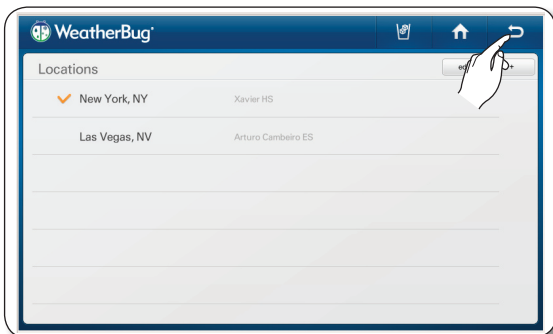 WeatherBug®
Locations
+
New York, NY Xavier HS
Las Vegas, NV Arturo Cambeiro ES